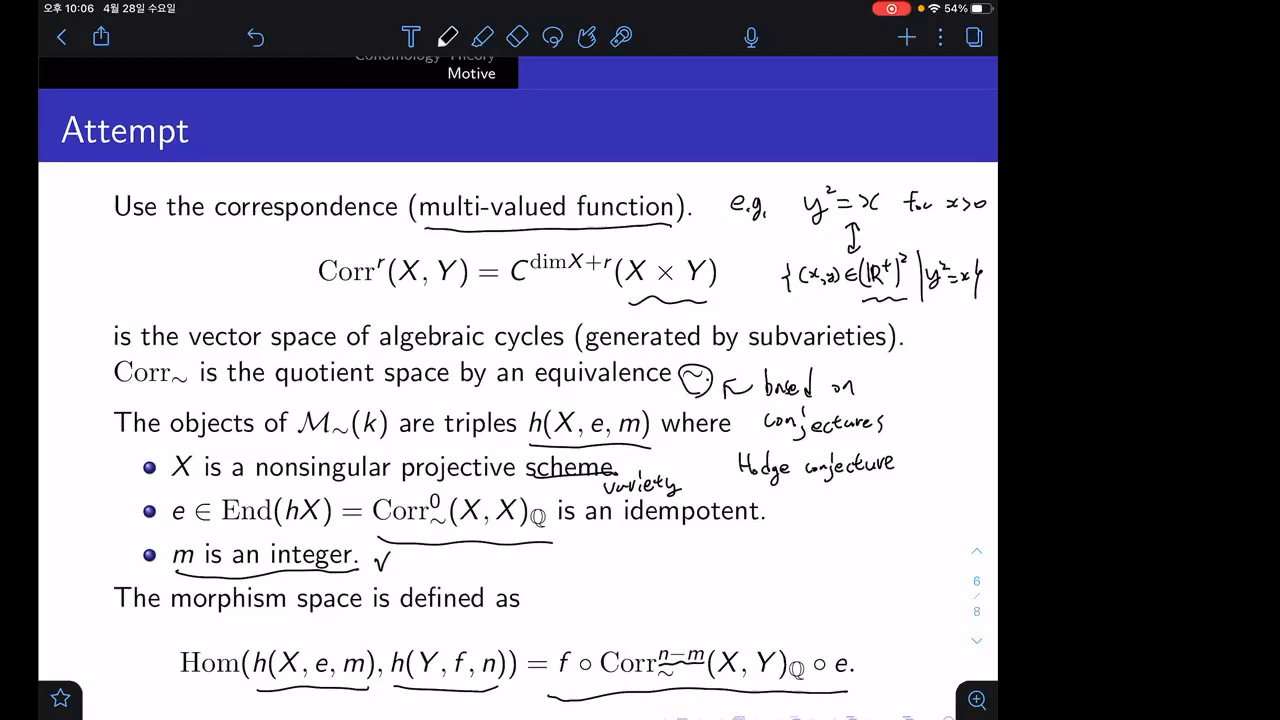 오후 10:06 4월 28일 수요일 54%
Motive
Attempt
Use the correspondence (multi-valued function). e.g. y² = x for x>0
Corrʳ(X, Y) = C^{dimX+r}(X × Y) {(x,y) ∈ (ℝ⁺)² | y²=x}
is the vector space of algebraic cycles (generated by subvarieties).
Corr∼ is the quotient space by an equivalence ∼. based on
The objects of ℳ∼(k) are triples h(X, e, m) where conjectures
X is a nonsingular projective scheme. Hodge conjecture
variety
e ∈ End(hX) = Corr⁰∼(X, X)_ℚ is an idempotent.
m is an integer. √
The morphism space is defined as
6
/
8
Hom(h(X, e, m), h(Y, f, n)) = f ∘ Corr∼^{n−m}(X, Y)_ℚ ∘ e.